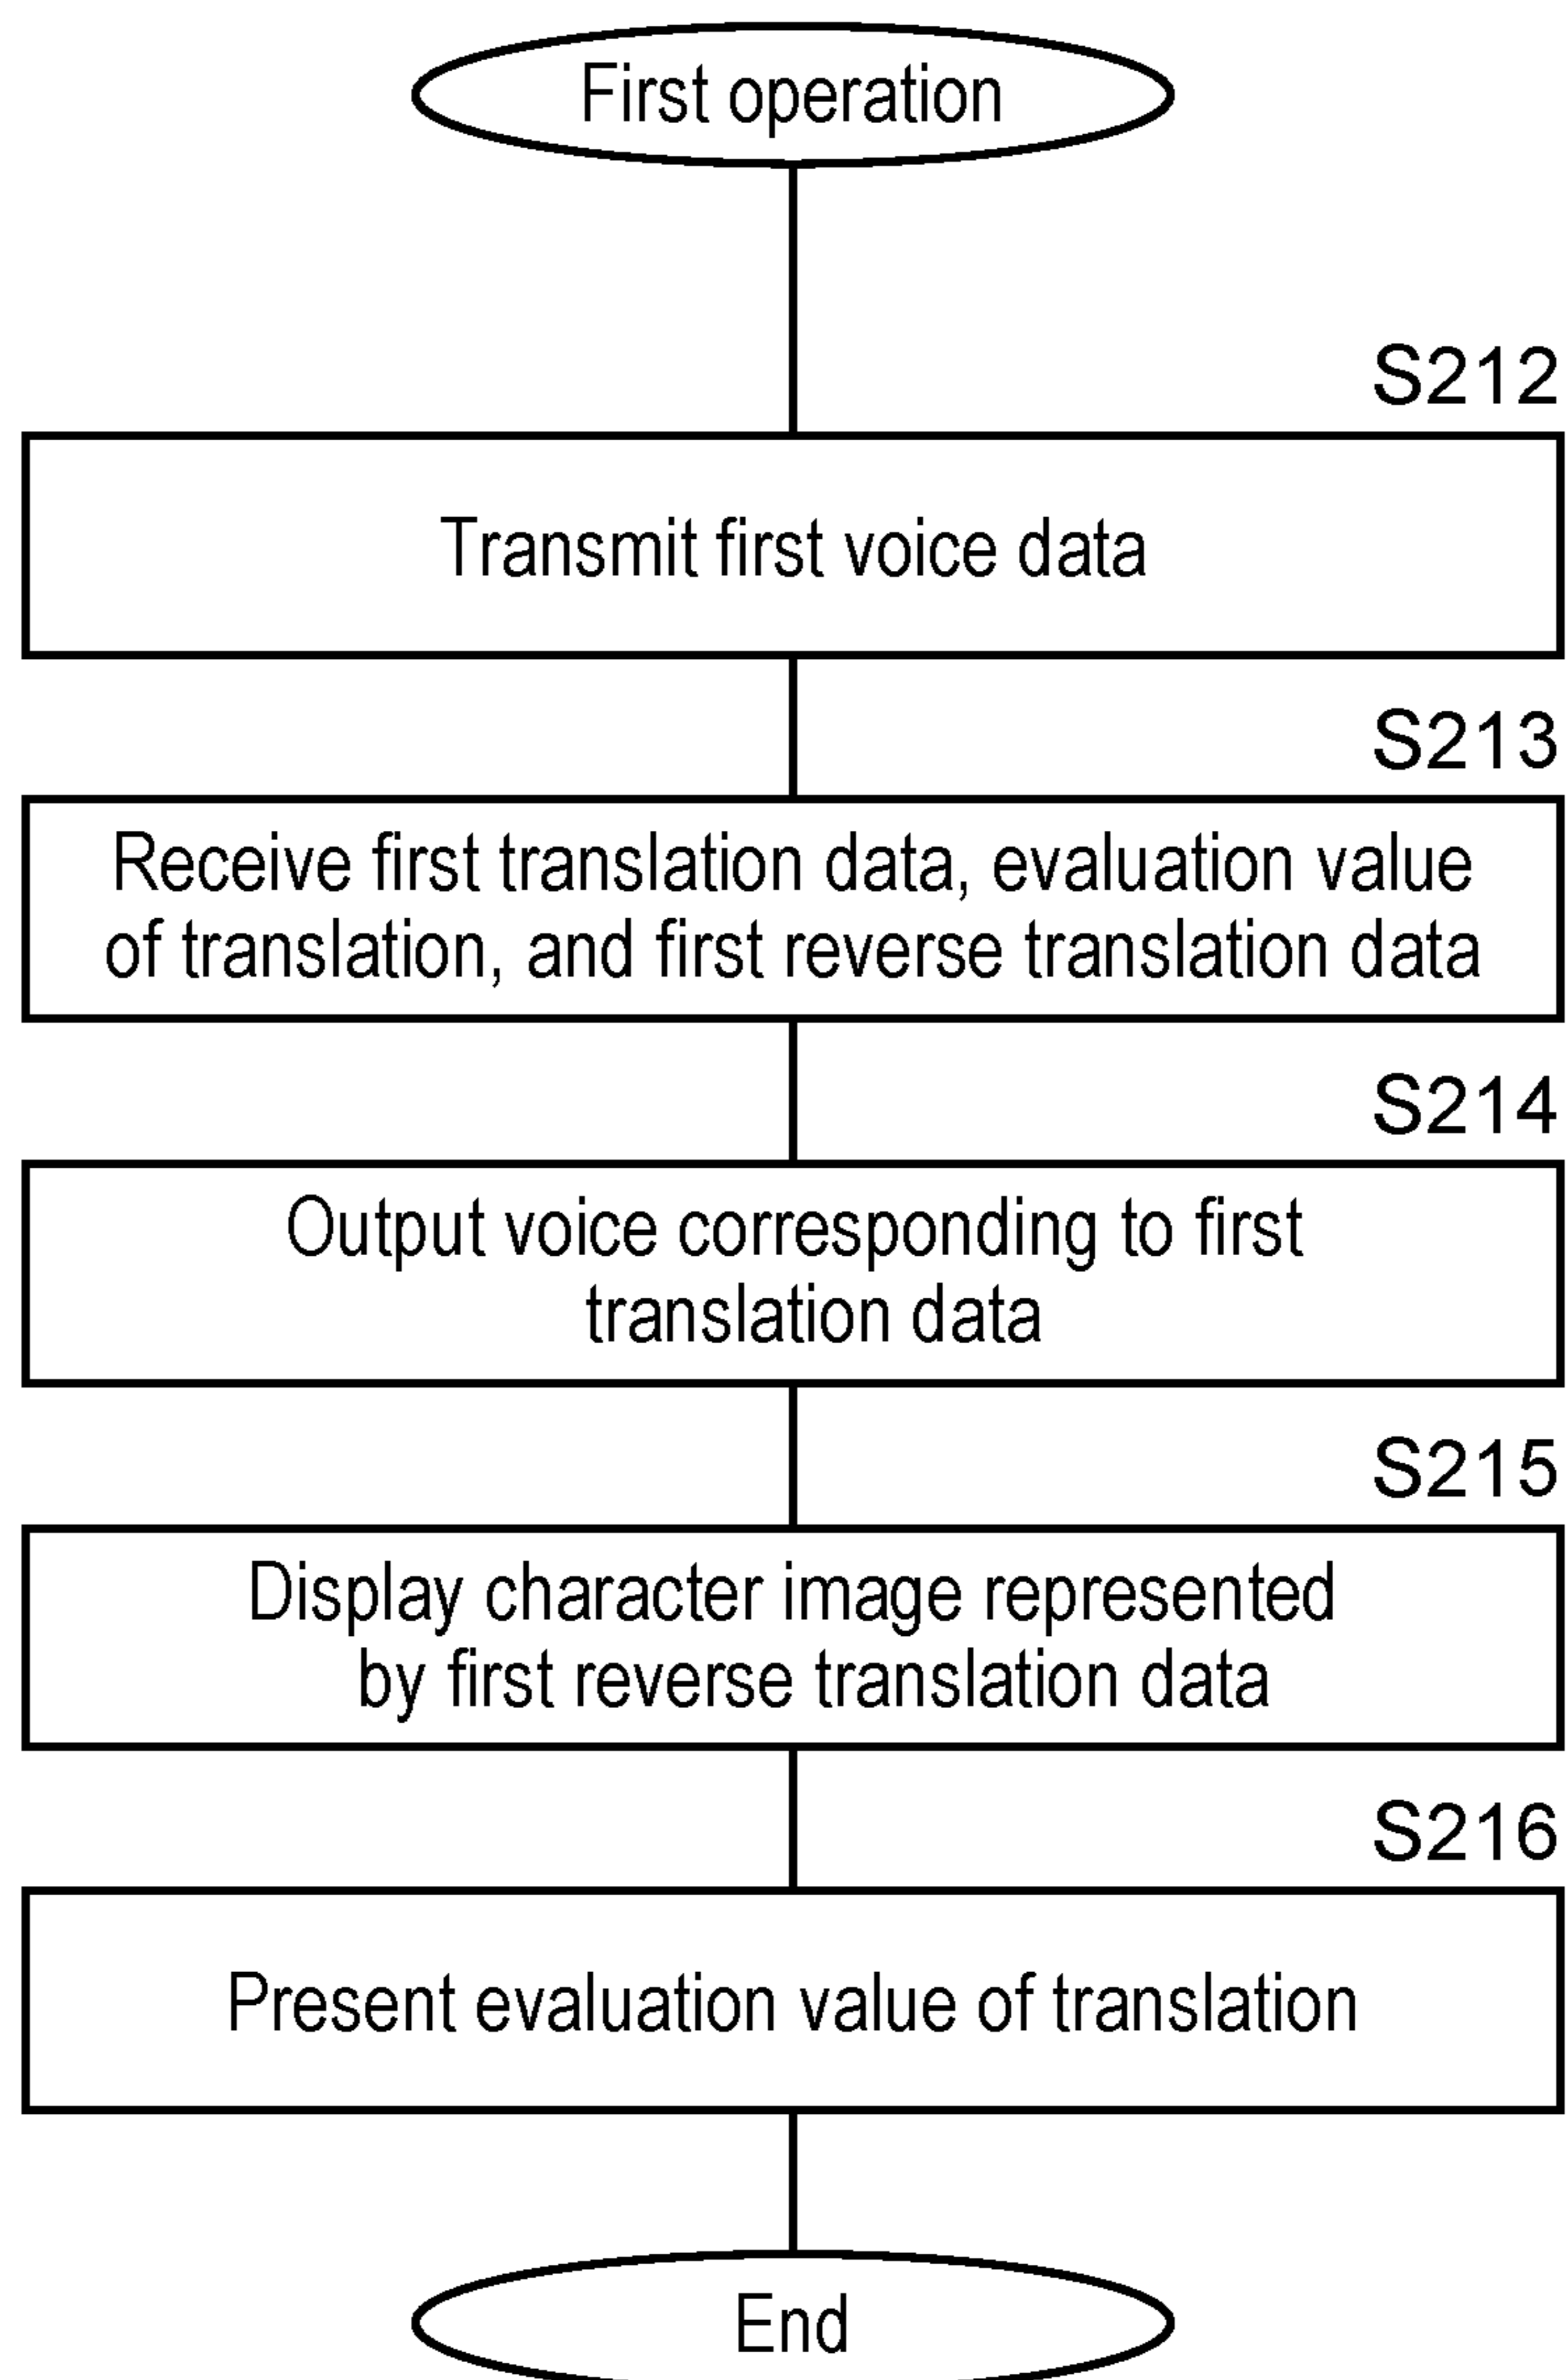 First operation
S212
Transmit first voice data
S213
Receive first translation data, evaluation value
of translation, and first reverse translation data
S214
Output voice corresponding to first
translation data
S215
Display character image represented
by first reverse translation data
S216
Present evaluation value of translation
End